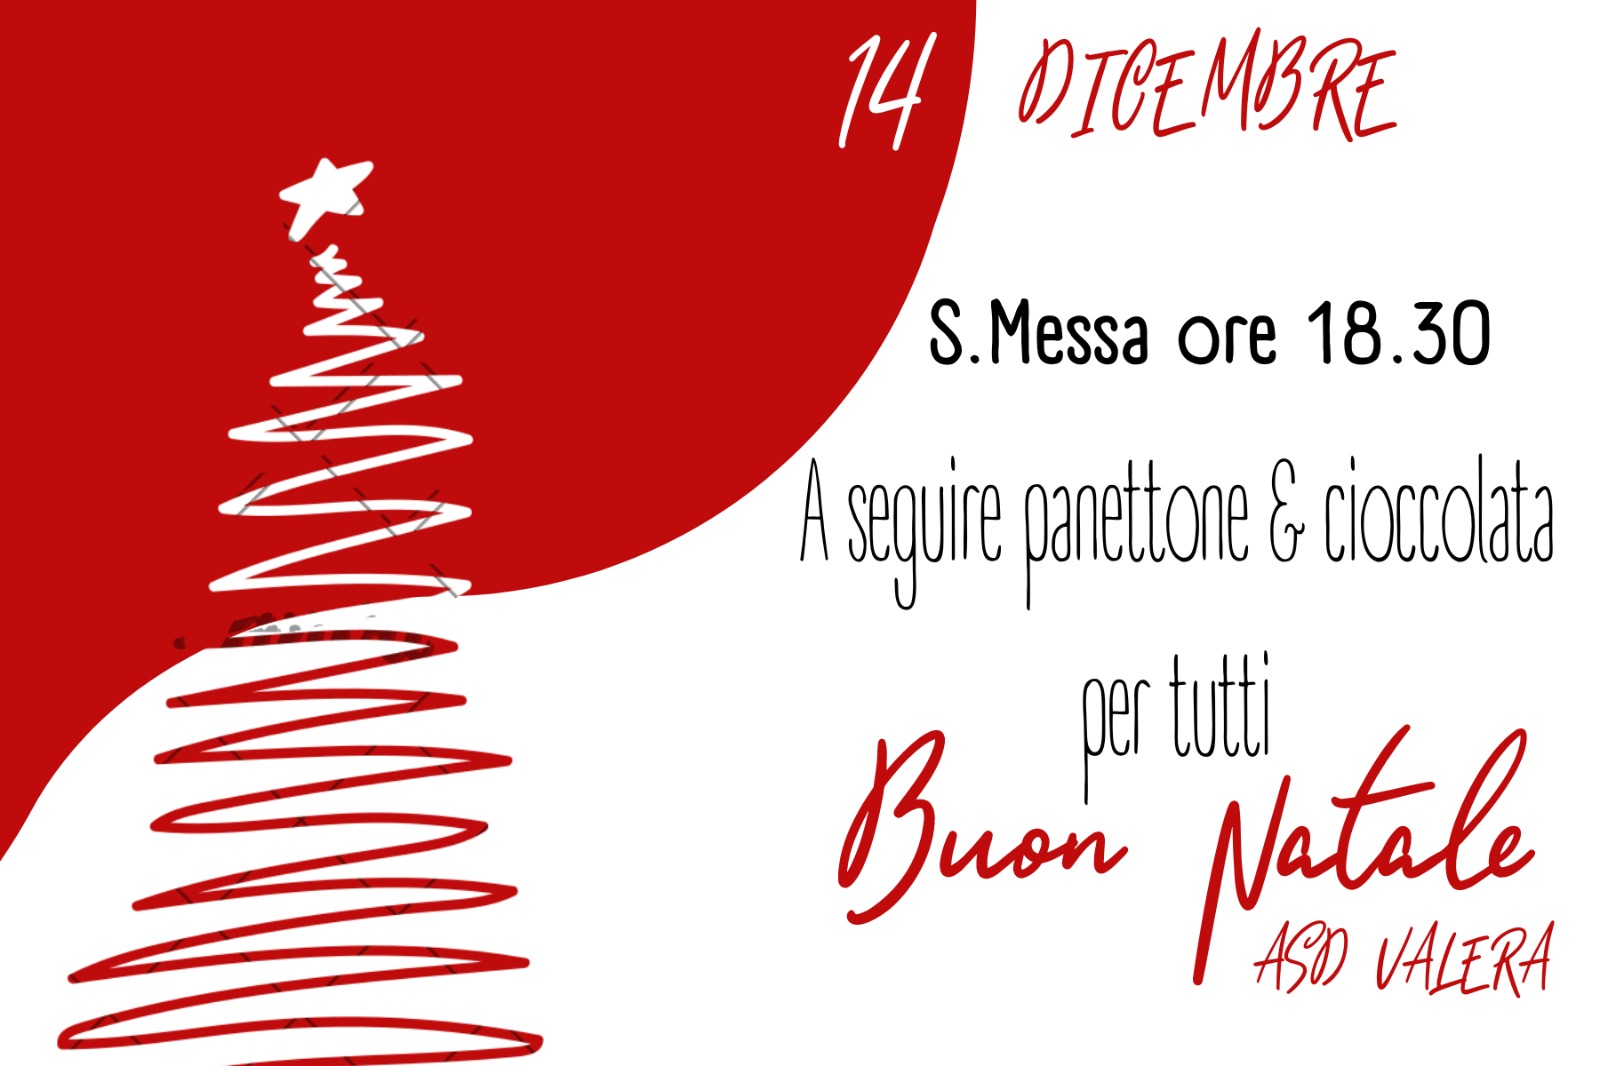 14 DICEMBRE
S.Messa ore 18.30
A seguire panettone & cioccolata
per tutti
Buon Natale
ASD VALERA